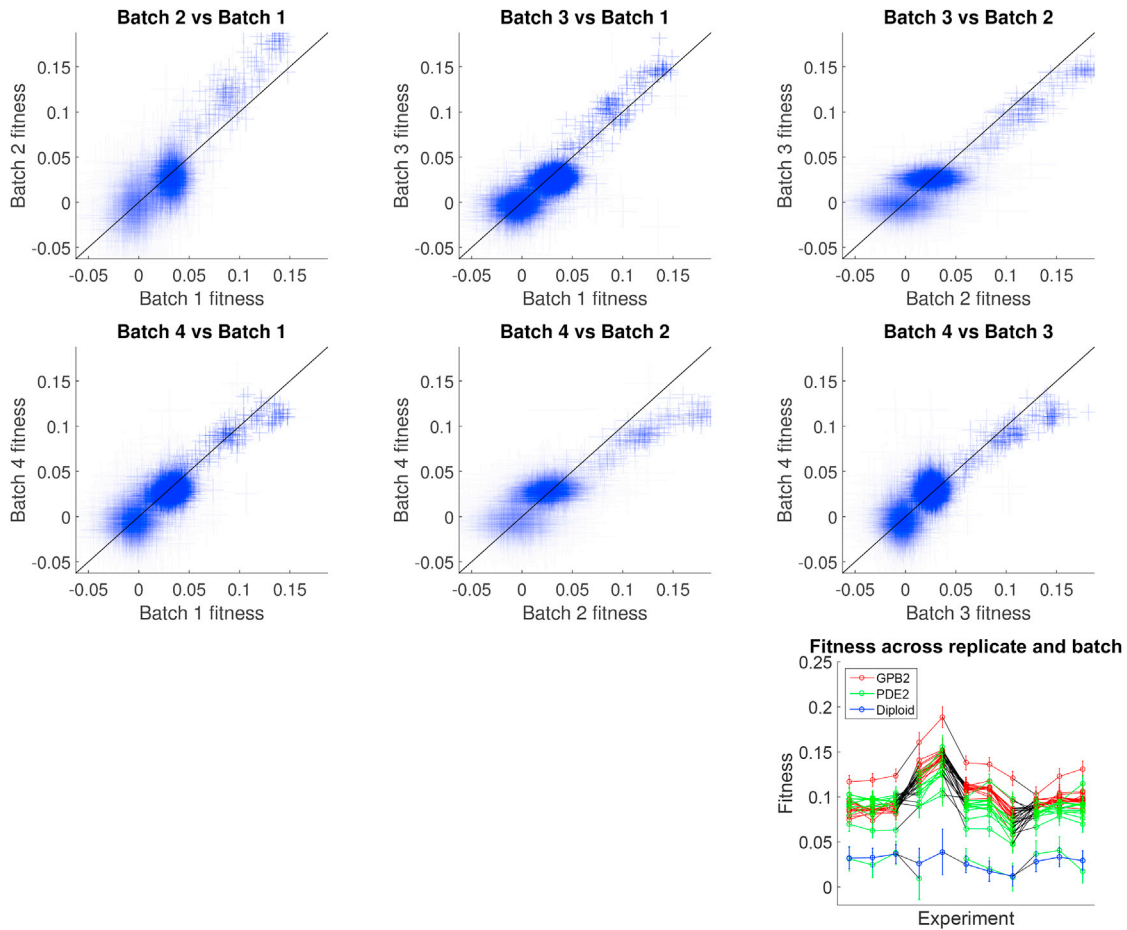 Batch 2 vs Batch 1
Batch 3 vs Batch 1
Batch 3 vs Batch 2
Batch 2 fitness
0.15
0.1
0.05
0
-0.05
-0.05 0 0.05 0.1 0.15
Batch 1 fitness
Batch 3 fitness
0.15
0.1
0.05
0
-0.05
-0.05 0 0.05 0.1 0.15
Batch 1 fitness
Batch 3 fitness
0.15
0.1
0.05
0
-0.05
-0.05 0 0.05 0.1 0.15
Batch 2 fitness
Batch 4 vs Batch 1
Batch 4 vs Batch 2
Batch 4 vs Batch 3
Batch 4 fitness
0.15
0.1
0.05
0
-0.05
-0.05 0 0.05 0.1 0.15
Batch 1 fitness
Batch 4 fitness
0.15
0.1
0.05
0
-0.05
-0.05 0 0.05 0.1 0.15
Batch 2 fitness
Batch 4 fitness
0.15
0.1
0.05
0
-0.05
-0.05 0 0.05 0.1 0.15
Batch 3 fitness
Fitness across replicate and batch
Fitness
0.25
0.2
0.15
0.1
0.05
0
GPB2
PDE2
Diploid
Experiment